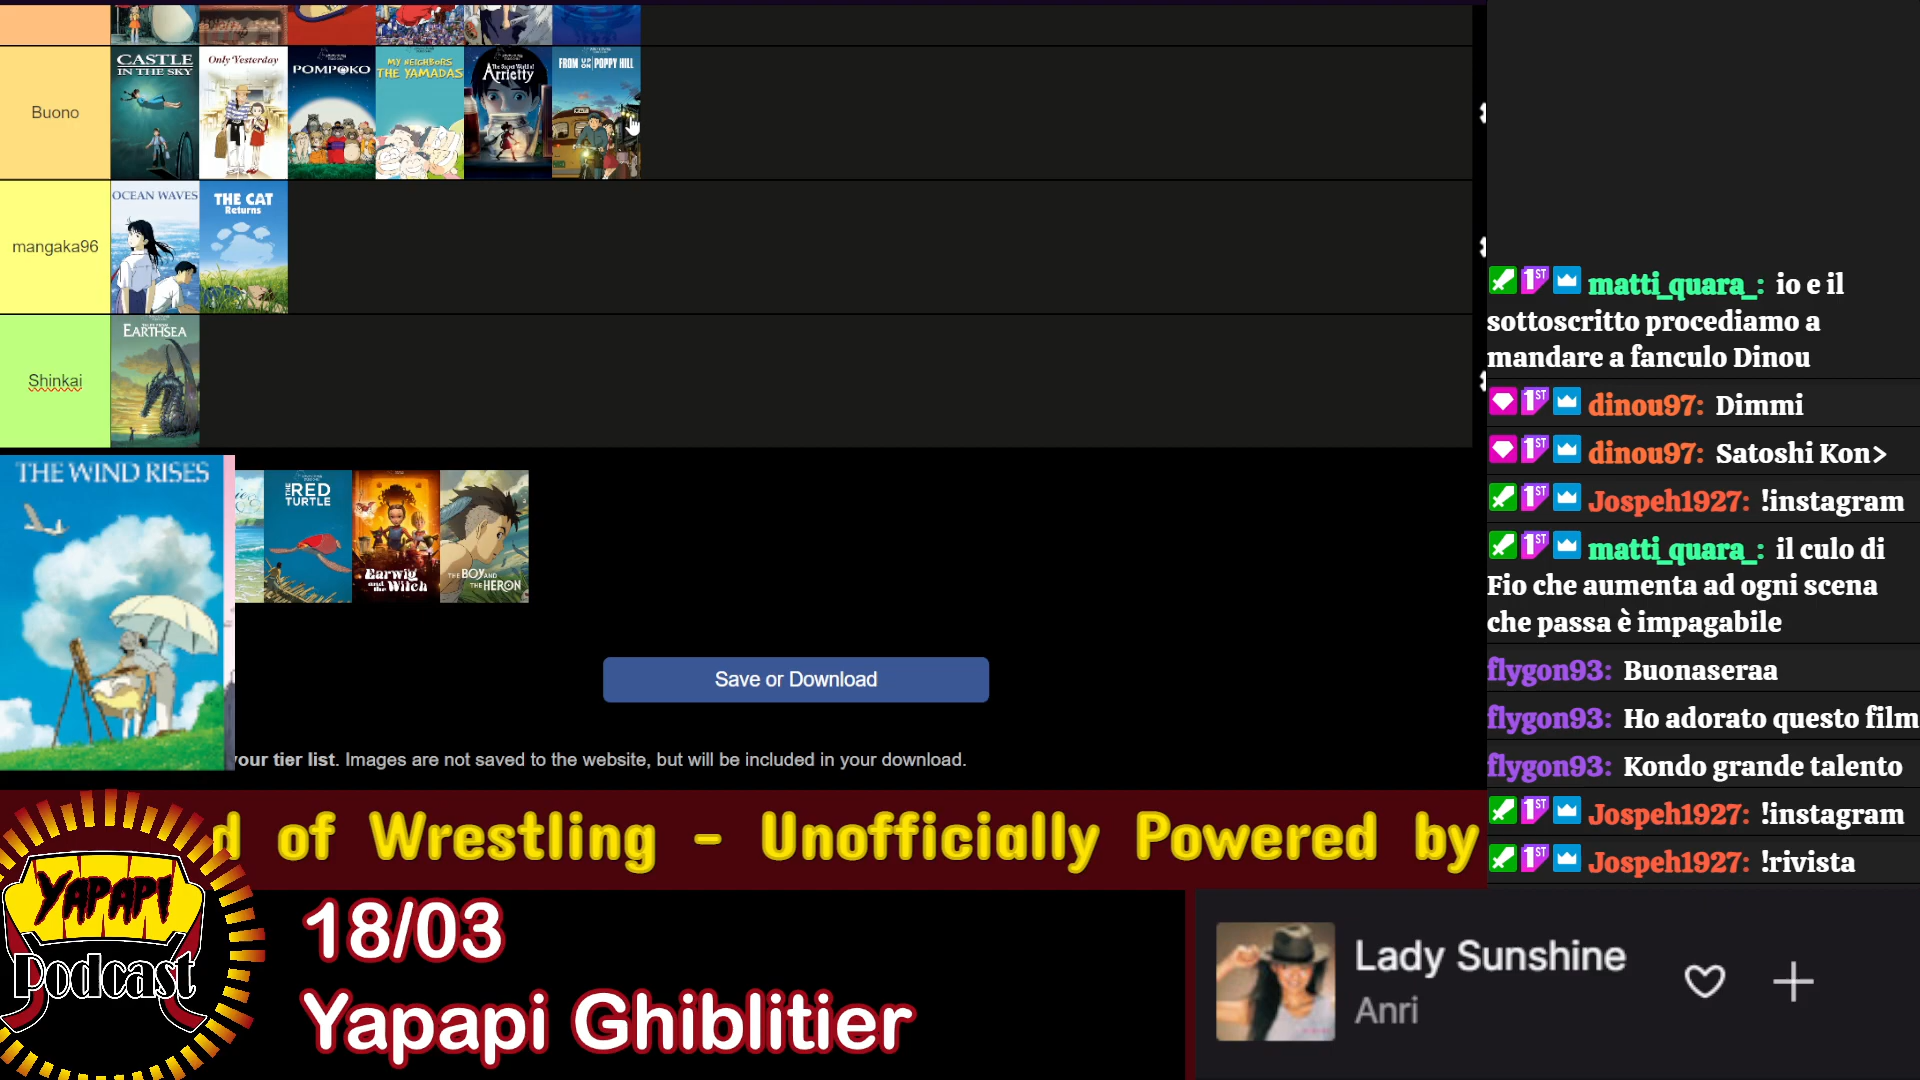 Buono
CASTLE
IN THE SKY
Only Yesterday
POMPOKO
MY NEIGHBORS
THE YAMADAS
The Secret World of
Arrietty
FROM UP ON POPPY HILL
mangaka96
OCEAN WAVES
THE CAT
Returns
Shinkai
EARTHSEA
THE WIND RISES
THE RED
TURTLE
Earwig
and the Witch
THE BOY AND
THE HERON
Save or Download
your tier list. Images are not saved to the website, but will be included in your download.
matti_quara_: io e il
sottoscritto procediamo a
mandare a fanculo Dinou
dinou97: Dimmi
dinou97: Satoshi Kon>
Jospeh1927: !instagram
matti_quara_: il culo di
Fio che aumenta ad ogni scena
che passa è impagabile
flygon93: Buonaseraa
flygon93: Ho adorato questo film
flygon93: Kondo grande talento
Jospeh1927: !instagram
Jospeh1927: !rivista
d of Wrestling - Unofficially Powered by
YAPAPI
Podcast
18/03
Yapapi Ghiblitier
Lady Sunshine
Anri